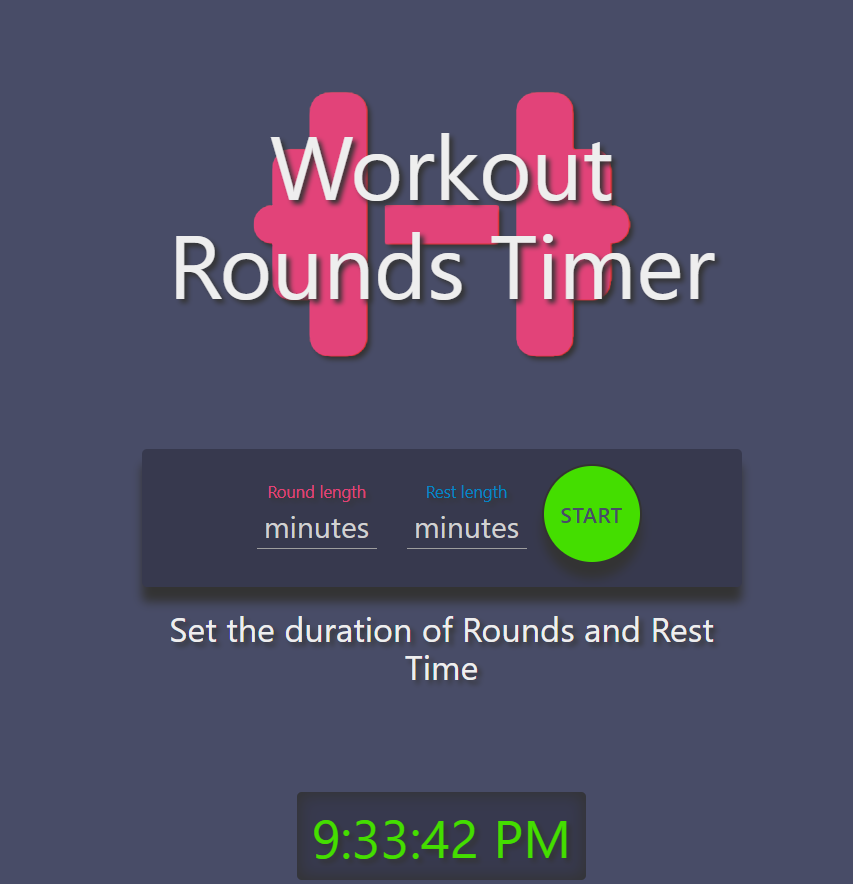 Workout
Rounds Timer
Round length
Rest length
minutes
minutes
START
Set the duration of Rounds and Rest
Time
9:33:42 PM